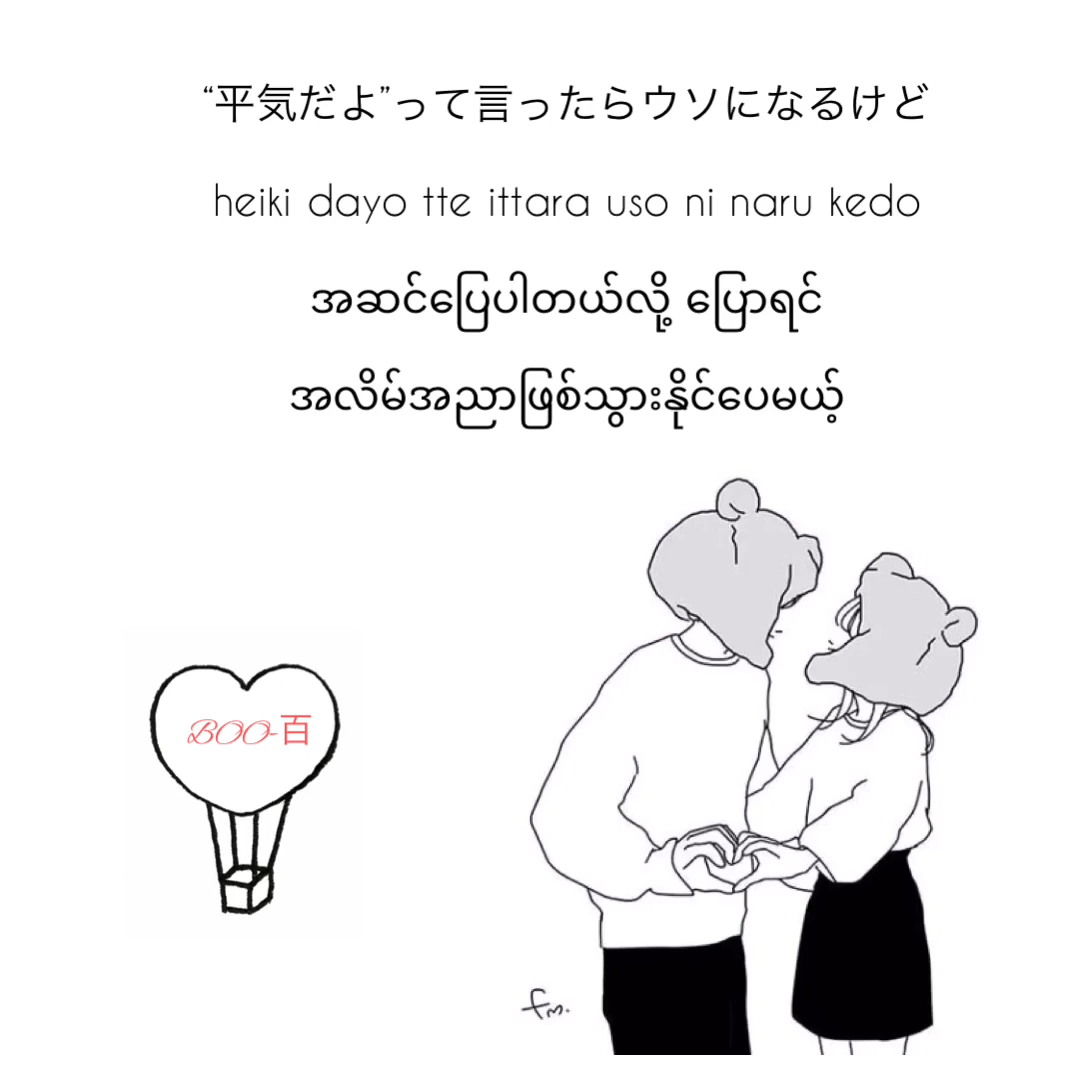 “平気だよ”って言ったらウソになるけど
heiki dayo tte ittara uso ni naru kedo
အဆင်ပြေပါတယ်လို့ ပြောရင်
အလိမ်အညာဖြစ်သွားနိုင်ပေမယ့်
BOO-百
fm.